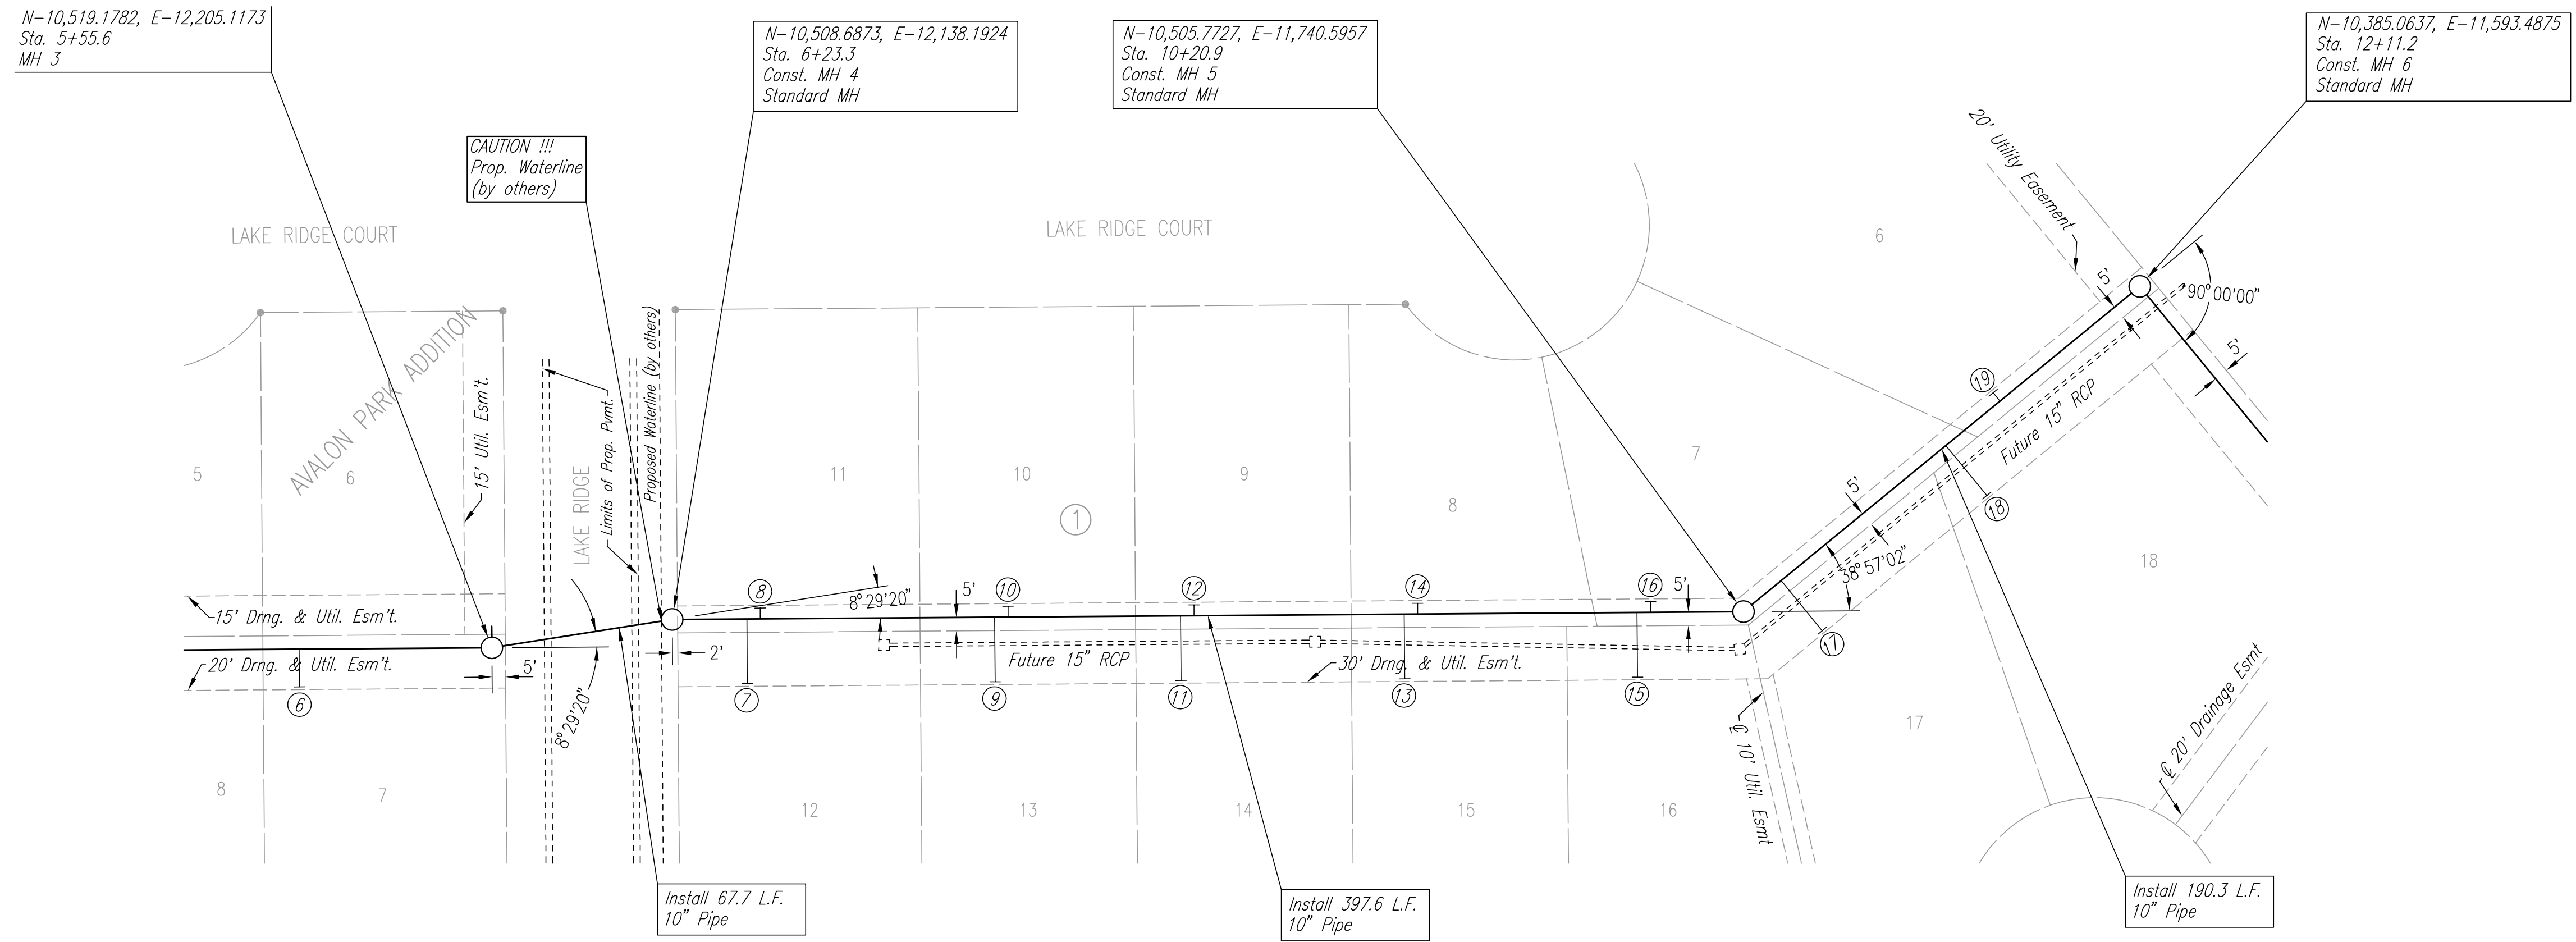 N-10,519.1782, E-12,205.1173
Sta. 5+55.6
MH 3
N-10,508.6873, E-12,138.1924
Sta. 6+23.3
Const. MH 4
Standard MH
N-10,505.7727, E-11,740.5957
Sta. 10+20.9
Const. MH 5
Standard MH
N-10,385.0637, E-11,593.4875
Sta. 12+11.2
Const. MH 6
Standard MH
CAUTION !!!
Prop. Waterline
(by others)
20' Utility Easement
LAKE RIDGE COURT
LAKE RIDGE COURT
6
5'
90°00'00"
5'
AVALON PARK ADDITION
15' Util. Esm't.
LAKE RIDGE
Limits of Prop. Pvmt.
Proposed Waterline (by others)
19
Future 15" RCP
5
6
11
10
9
8
7
5'
18
1
18
38°57'02"
8
8°29'20"
5'
10
12
14
16
5'
15' Drng. & Util. Esm't.
20' Drng. & Util. Esm't.
5'
2'
Future 15" RCP
30' Drng. & Util. Esm't.
17
6
8°29'20"
7
9
11
13
15
₵ 10' Util. Esmt
17
₵ 20' Drainage Esmt
8
7
12
13
14
15
16
Install 67.7 L.F.
10" Pipe
Install 397.6 L.F.
10" Pipe
Install 190.3 L.F.
10" Pipe